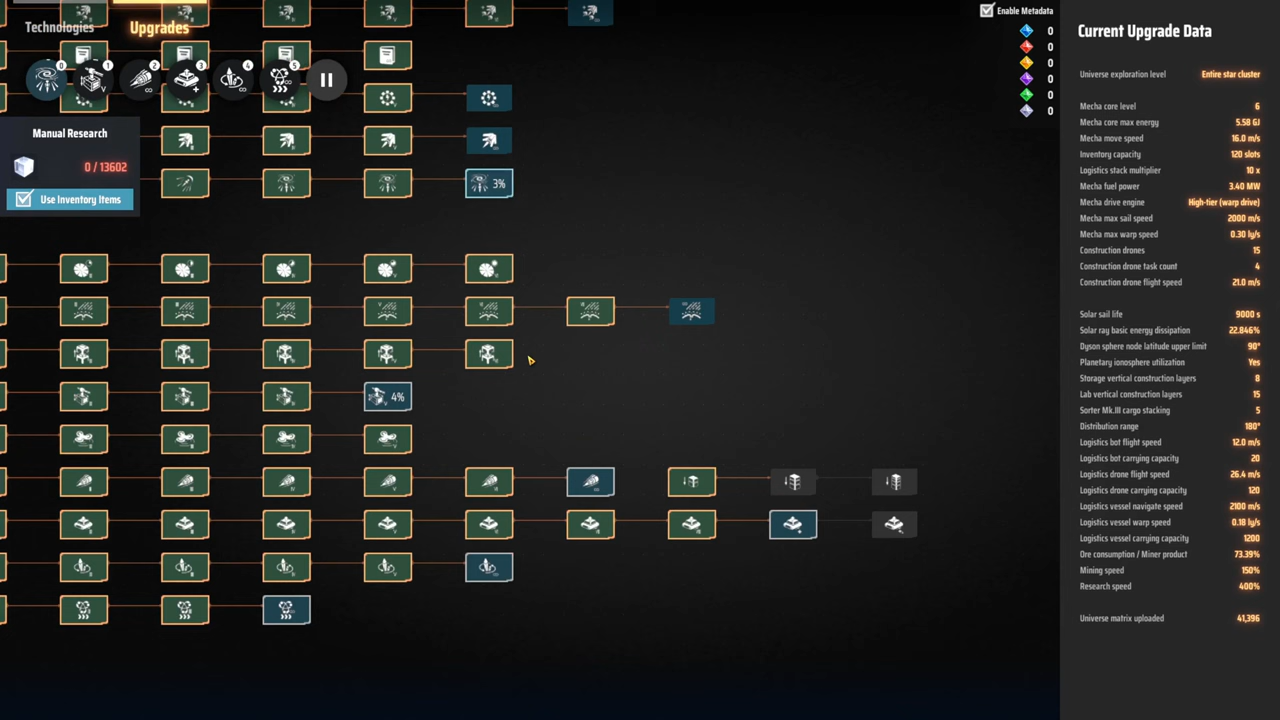 Technologies
Upgrades
0
1
2
3
4
5
Manual Research
0 / 13602
Use Inventory Items
3%
4%
Enable Metadata
0
0
0
0
0
0
Current Upgrade Data
Universe exploration level Entire star cluster
Mecha core level 6
Mecha core max energy 5.58 GJ
Mecha move speed 16.0 m/s
Inventory capacity 120 slots
Logistics stack multiplier 10 x
Mecha fuel power 3.40 MW
Mecha drive engine High-tier (warp drive)
Mecha max sail speed 2000 m/s
Mecha max warp speed 0.30 ly/s
Construction drones 15
Construction drone task count 4
Construction drone flight speed 21.0 m/s
Solar sail life 9000 s
Solar ray basic energy dissipation 22.846%
Dyson sphere node latitude upper limit 90°
Planetary ionosphere utilization Yes
Storage vertical construction layers 8
Lab vertical construction layers 15
Sorter Mk.III cargo stacking 5
Distribution range 180°
Logistics bot flight speed 12.0 m/s
Logistics bot carrying capacity 20
Logistics drone flight speed 26.4 m/s
Logistics drone carrying capacity 120
Logistics vessel navigate speed 2100 m/s
Logistics vessel warp speed 0.18 ly/s
Logistics vessel carrying capacity 1200
Ore consumption / Miner product 73.39%
Mining speed 150%
Research speed 400%
Universe matrix uploaded 41,396